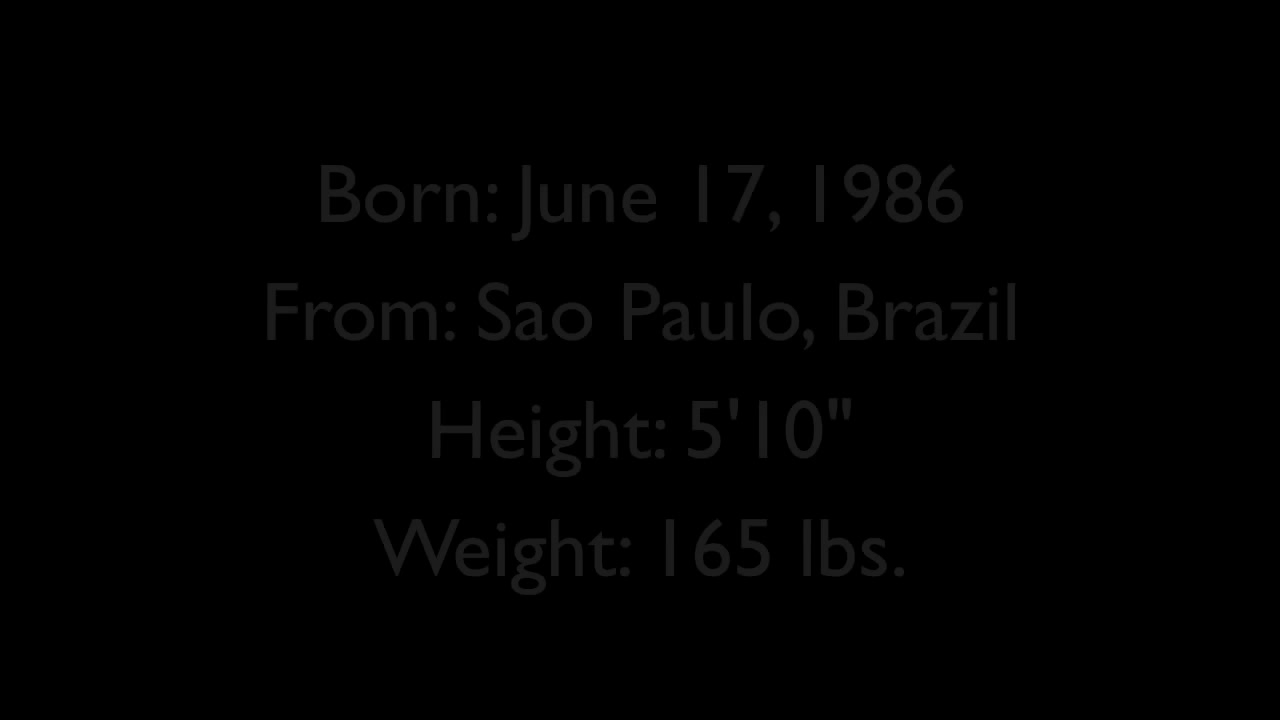 Born: June 17, 1986
From: Sao Paulo, Brazil
Height: 5'10"
Weight: 165 lbs.